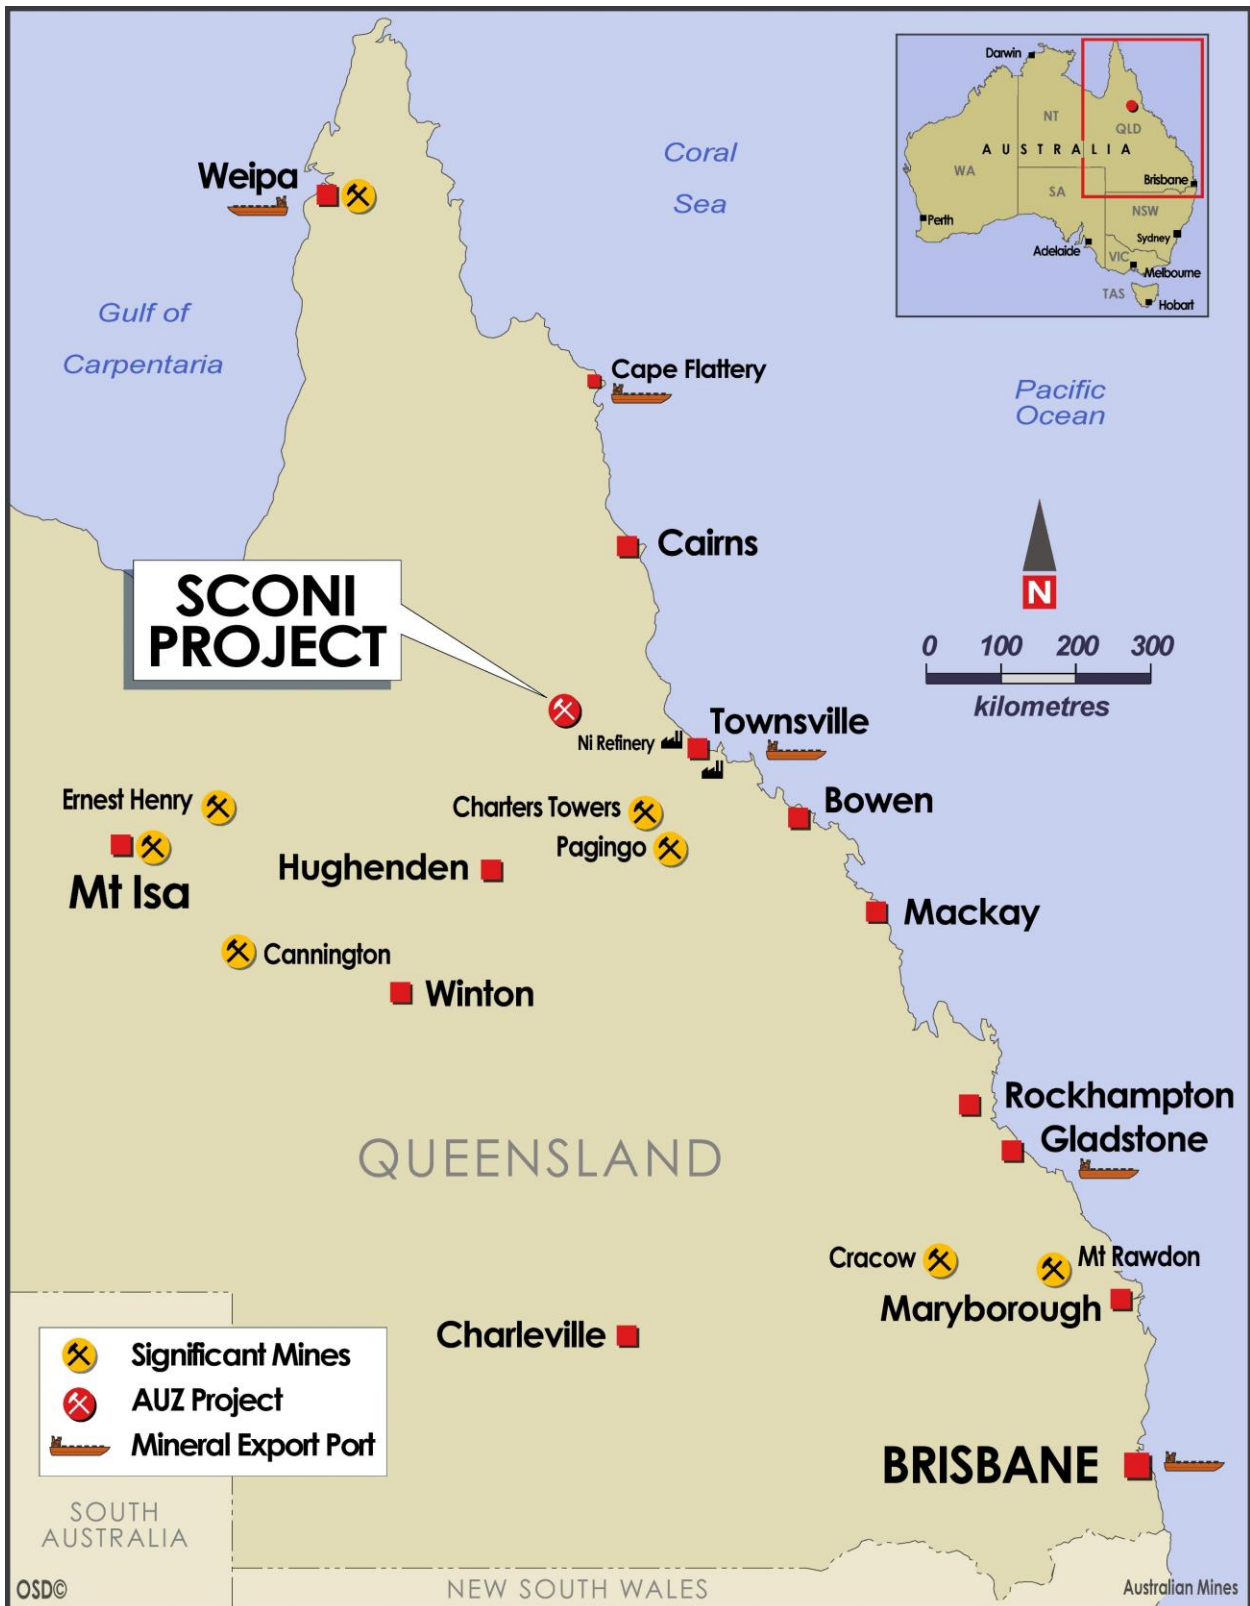 Darwin
NT
QLD
AUSTRALIA
WA
SA
Brisbane
NSW
Perth
Sydney
Adelaide
VIC
Melbourne
TAS
Hobart
Coral
Sea
Weipa
Gulf of
Carpentaria
Cape Flattery
Pacific
Ocean
Cairns
N
SCONI
PROJECT
0 100 200 300
kilometres
Townsville
Ni Refinery
Ernest Henry
Charters Towers
Bowen
Pagingo
Hughenden
Mt Isa
Mackay
Cannington
Winton
Rockhampton
Gladstone
QUEENSLAND
Cracow
Mt Rawdon
Maryborough
Charleville
Significant Mines
AUZ Project
Mineral Export Port
BRISBANE
SOUTH
AUSTRALIA
NEW SOUTH WALES
OSD©
Australian Mines